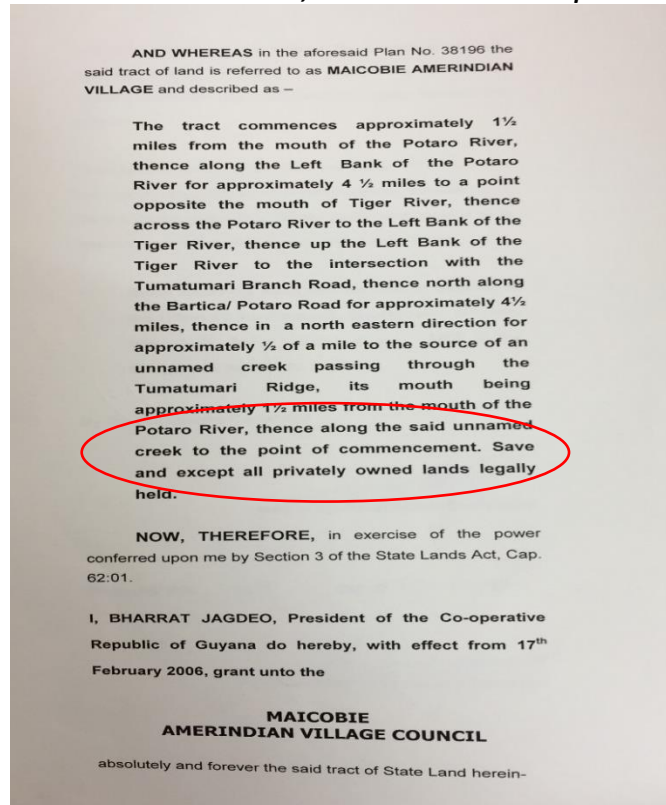 AND WHEREAS in the aforesaid Plan No. 38196 the
said tract of land is referred to as MAICOBIE AMERINDIAN
VILLAGE and described as –
The tract commences approximately 1½
miles from the mouth of the Potaro River,
thence along the Left Bank of the Potaro
River for approximately 4 ½ miles to a point
opposite the mouth of Tiger River, thence
across the Potaro River to the Left Bank of the
Tiger River, thence up the Left Bank of the
Tiger River to the intersection with the
Tumatumari Branch Road, thence north along
the Bartica/ Potaro Road for approximately 4½
miles, thence in a north eastern direction for
approximately ½ of a mile to the source of an
unnamed creek passing through the
Tumatumari Ridge, its mouth being
approximately 1½ miles from the mouth of the
Potaro River, thence along the said unnamed
creek to the point of commencement. Save
and except all privately owned lands legally
held.
NOW, THEREFORE, in exercise of the power
conferred upon me by Section 3 of the State Lands Act, Cap.
62:01.
I, BHARRAT JAGDEO, President of the Co-operative
Republic of Guyana do hereby, with effect from 17th
February 2006, grant unto the
MAICOBIE
AMERINDIAN VILLAGE COUNCIL
absolutely and forever the said tract of State Land herein-